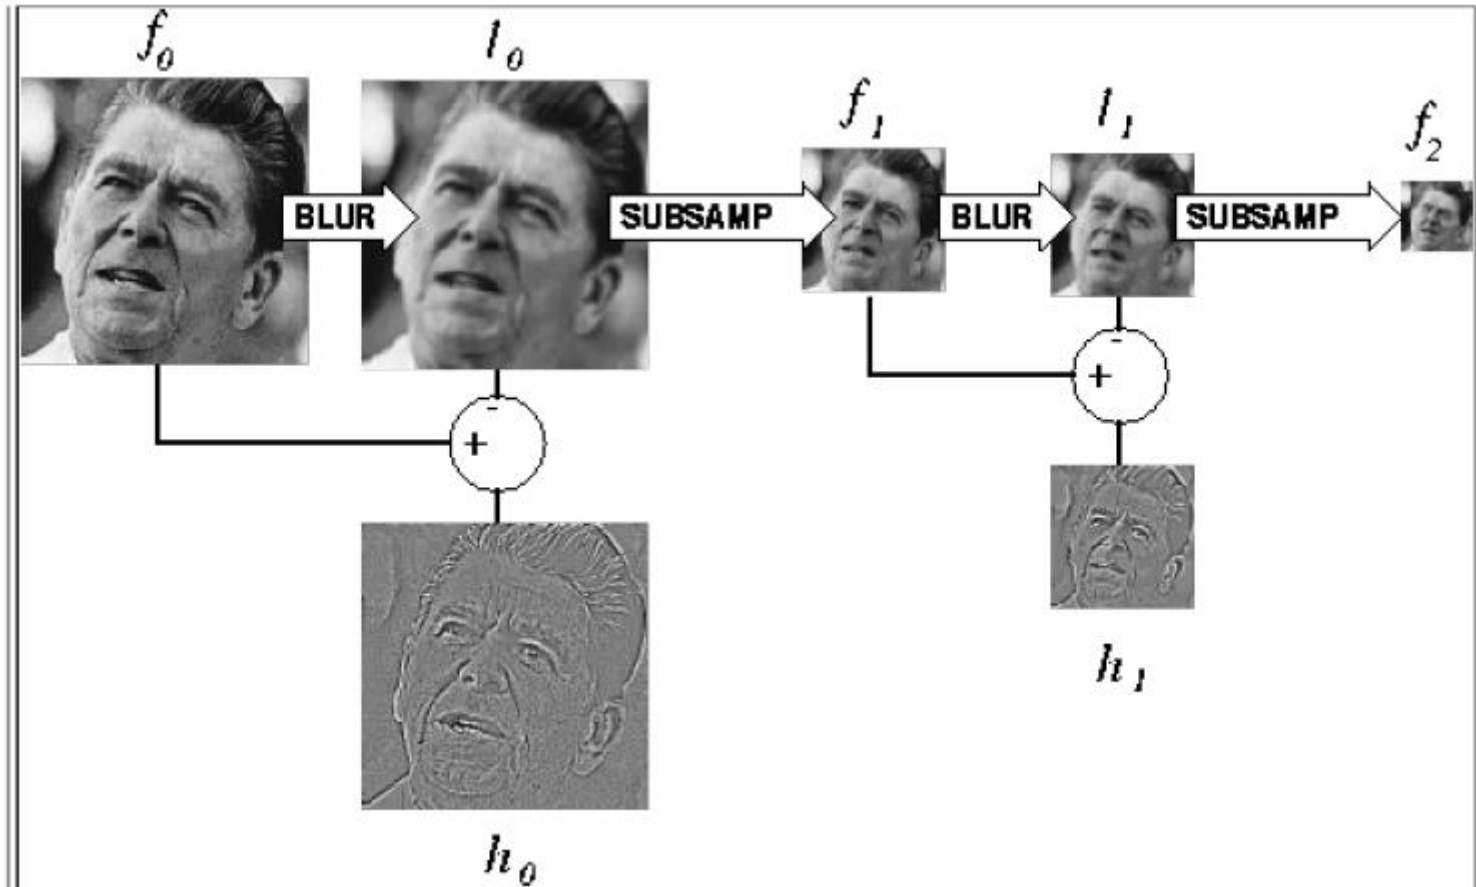 f₀ l₀
f₁ l₁ f₂
BLUR SUBSAMP BLUR SUBSAMP
- +
- +
h₁
h₀